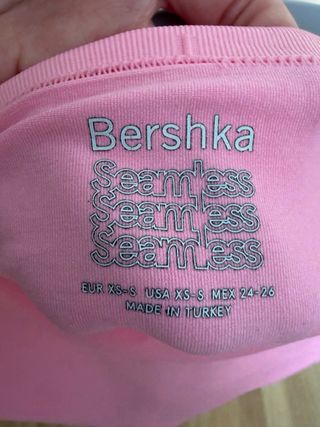 Bershka
Seamless
Seamless
Seamless
EUR XS-S USA XS-S MEX 24-26
MADE IN TURKEY